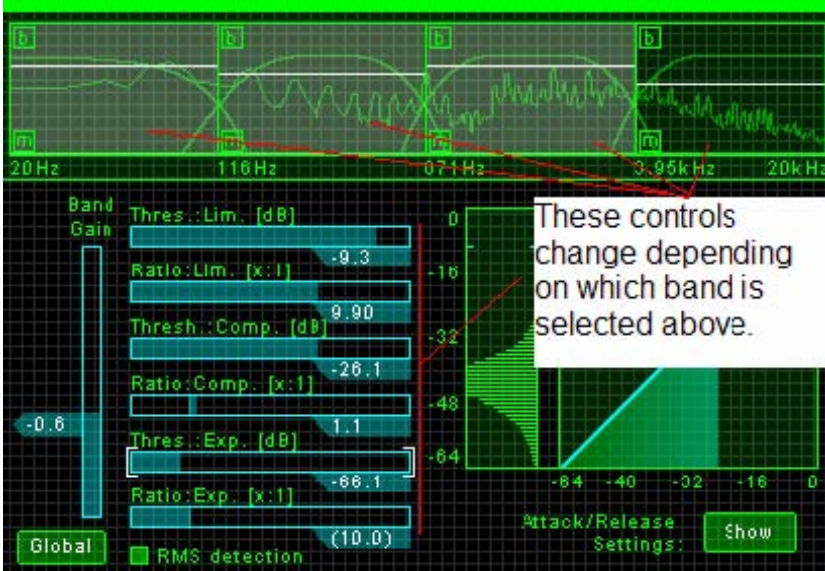 b b b b
m m m
20Hz 116Hz 3.95kHz 20kHz
Band
Gain
Thres.:Lim. [dB]
-9.3
Ratio:Lim. [x:1]
9.90
Thresh.:Comp. [dB]
-26.1
Ratio:Comp. [x:1]
1.1
Thres.:Exp. [dB]
-66.1
Ratio:Exp. [x:1]
(10.0)
-0.6
Global
RMS detection
0
-16
-32
-48
-64
These controls
change depending
on which band is
selected above.
-64 -40 -32 -16 0
Attack/Release
Settings:
Show